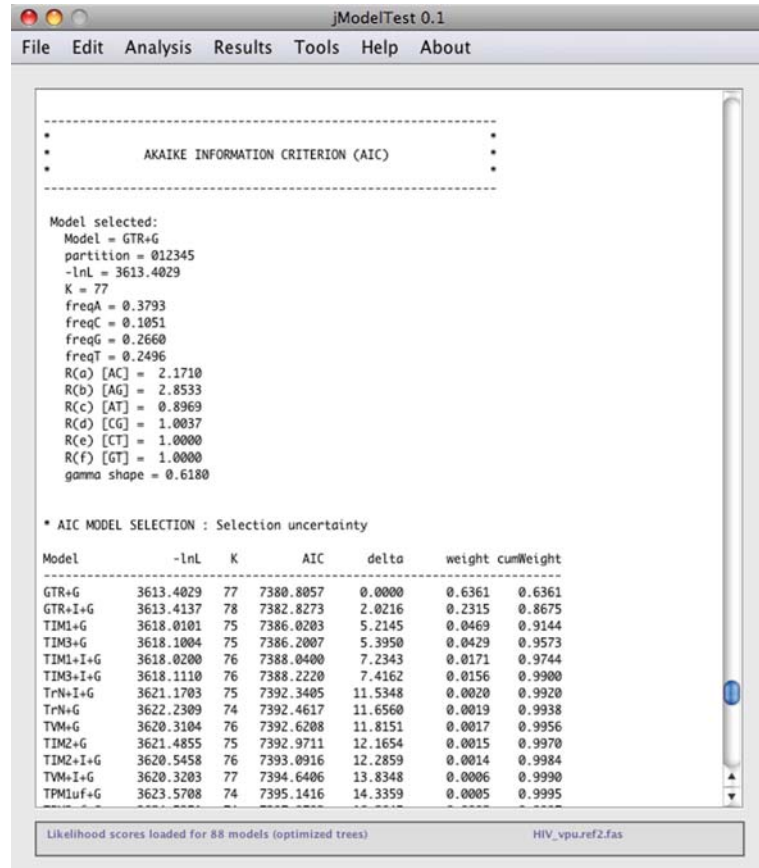 jModelTest 0.1
File Edit Analysis Results Tools Help About
---------------------------------------------------------------
* *
* AKAIKE INFORMATION CRITERION (AIC) *
* *
---------------------------------------------------------------
Model selected:
Model = GTR+G
partition = 012345
-lnL = 3613.4029
K = 77
freqA = 0.3793
freqC = 0.1051
freqG = 0.2660
freqT = 0.2496
R(a) [AC] = 2.1710
R(b) [AG] = 2.8533
R(c) [AT] = 0.8969
R(d) [CG] = 1.0037
R(e) [CT] = 1.0000
R(f) [GT] = 1.0000
gamma shape = 0.6180
* AIC MODEL SELECTION : Selection uncertainty
Model -lnL K AIC delta weight cumWeight
---------------------------------------------------------------
GTR+G 3613.4029 77 7380.8057 0.0000 0.6361 0.6361
GTR+I+G 3613.4137 78 7382.8273 2.0216 0.2315 0.8675
TIM1+G 3618.0101 75 7386.0203 5.2145 0.0469 0.9144
TIM3+G 3618.1004 75 7386.2007 5.3950 0.0429 0.9573
TIM1+I+G 3618.0200 76 7388.0400 7.2343 0.0171 0.9744
TIM3+I+G 3618.1110 76 7388.2220 7.4162 0.0156 0.9900
TrN+I+G 3621.1703 75 7392.3405 11.5348 0.0020 0.9920
TrN+G 3622.2309 74 7392.4617 11.6560 0.0019 0.9938
TVM+G 3620.3104 76 7392.6208 11.8151 0.0017 0.9956
TIM2+G 3621.4855 75 7392.9711 12.1654 0.0015 0.9970
TIM2+I+G 3620.5458 76 7393.0916 12.2859 0.0014 0.9984
TVM+I+G 3620.3203 77 7394.6406 13.8348 0.0006 0.9990
TPM1uf+G 3623.5708 74 7395.1416 14.3359 0.0005 0.9995
Likelihood scores loaded for 88 models (optimized trees) HIV_vpu.ref2.fas